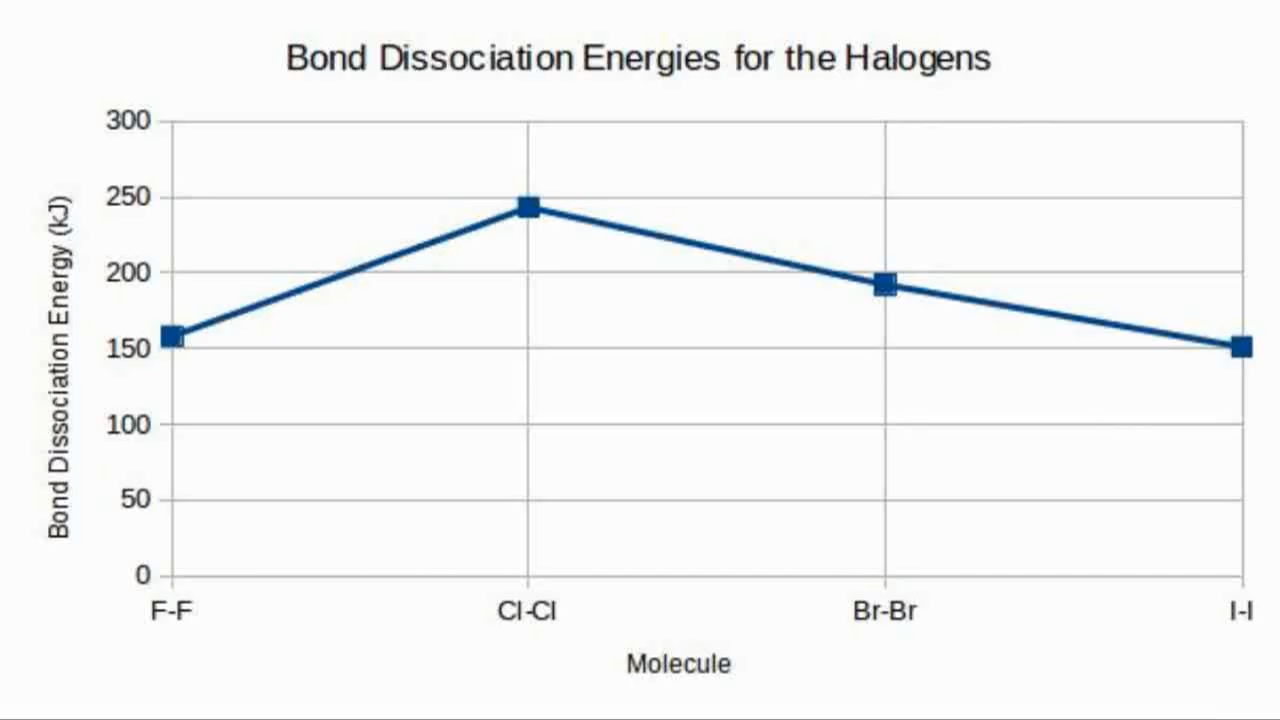 Bond Dissociation Energies for the Halogens
300
250
200
150
100
50
0
Bond Dissociation Energy (kJ)
F-F
Cl-Cl
Br-Br
I-I
Molecule